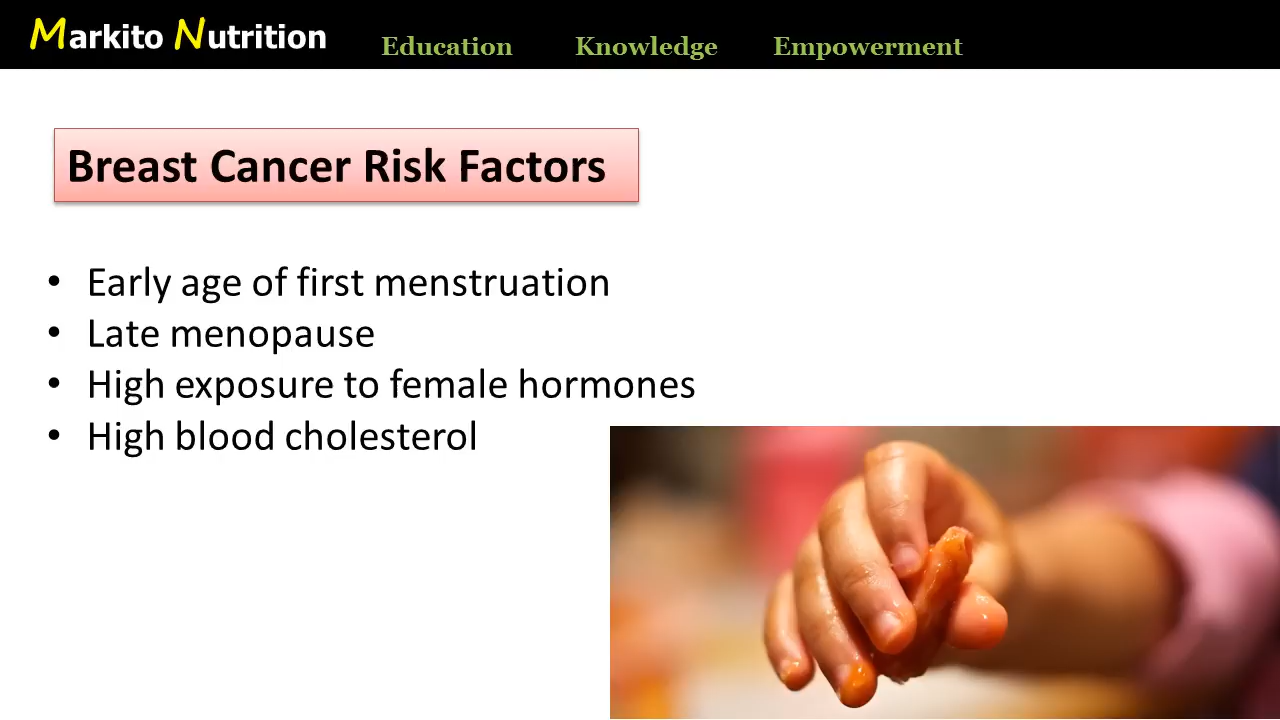 Markito Nutrition Education Knowledge Empowerment
Breast Cancer Risk Factors
• Early age of first menstruation
• Late menopause
• High exposure to female hormones
• High blood cholesterol